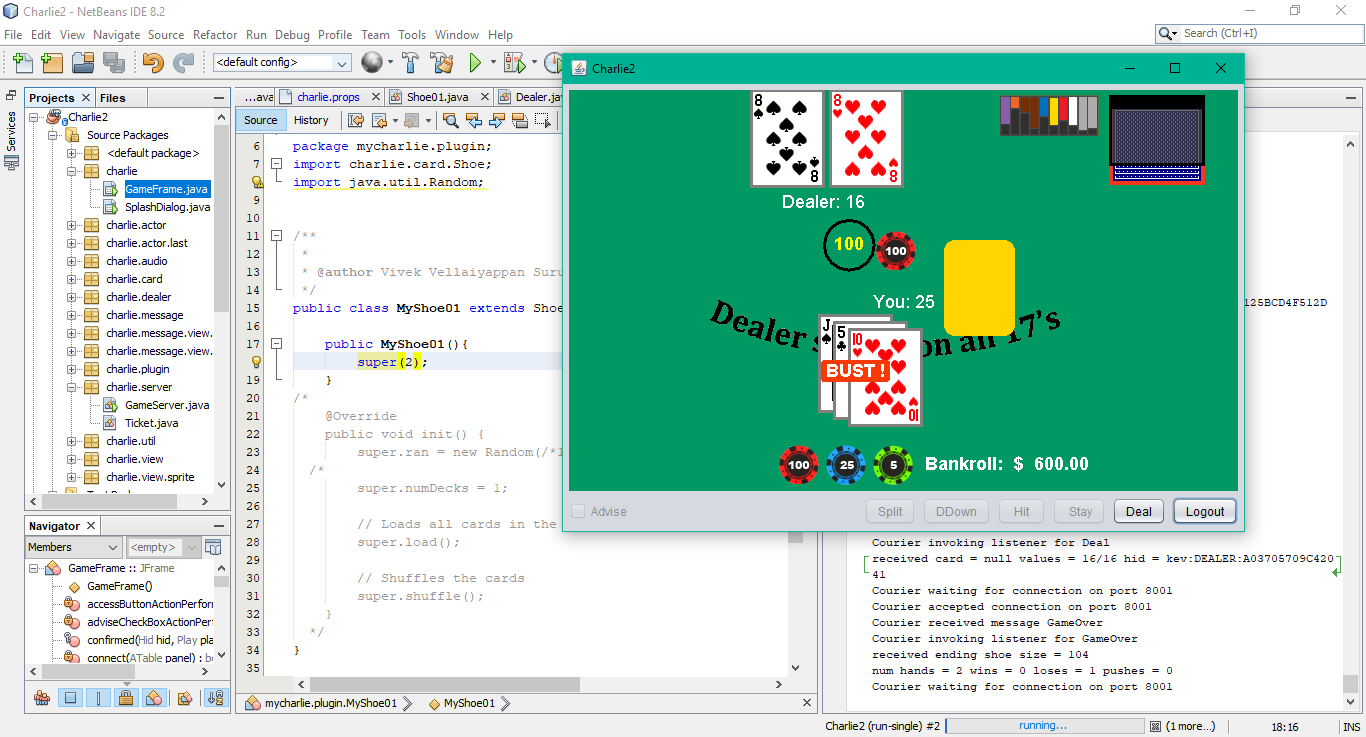 Charlie2 - NetBeans IDE 8.2
File Edit View Navigate Source Refactor Run Debug Profile Team Tools Window Help
Search (Ctrl+I)
<default config>
Services
Projects
Files
Charlie2
Source Packages
<default package>
charlie
GameFrame.java
SplashDialog.java
charlie.actor
charlie.actor.last
charlie.audio
charlie.card
charlie.dealer
charlie.message
charlie.message.view.
charlie.message.view.
charlie.plugin
charlie.server
GameServer.java
Ticket.java
charlie.util
charlie.view
charlie.view.sprite
Navigator
Members
<empty>
GameFrame :: JFrame
GameFrame()
accessButtonActionPerfor
adviseCheckBoxActionPer
confirmed(Hid hid, Play pla
connect(ATable panel) : bo
...ava
charlie.props
Shoe01.java
Dealer.jav
Source
History
6 package mycharlie.plugin;
7 import charlie.card.Shoe;
import java.util.Random;
9
10
11 /**
12 *
13 * @author Vivek Vellaiyappan Suru
14 */
15 public class MyShoe01 extends Shoe
16
17 public MyShoe01(){
super(2);
19 }
20 /*
21 @Override
22 public void init() {
23 super.ran = new Random(/*1
24 /*
25 super.numDecks = 1;
26
27 // Loads all cards in the
28 super.load();
29
30 // Shuffles the cards
31 super.shuffle();
32 }
33 */
34 }
35
mycharlie.plugin.MyShoe01
MyShoe01
Charlie2
8
8
8
8
Dealer: 16
100
100
You: 25
Dealer s on all 17's
J
5
10
BUST !
10
100
25
5
Bankroll: $ 600.00
Advise
Split
DDown
Hit
Stay
Deal
Logout
125BCD4F512D
Courier invoking listener for Deal
received card = null values = 16/16 hid = kev:DEALER:A03705709C420
41
Courier waiting for connection on port 8001
Courier accepted connection on port 8001
Courier received message GameOver
Courier invoking listener for GameOver
received ending shoe size = 104
num hands = 2 wins = 0 loses = 1 pushes = 0
Courier waiting for connection on port 8001
Charlie2 (run-single) #2
running...
(1 more...)
18:16
INS